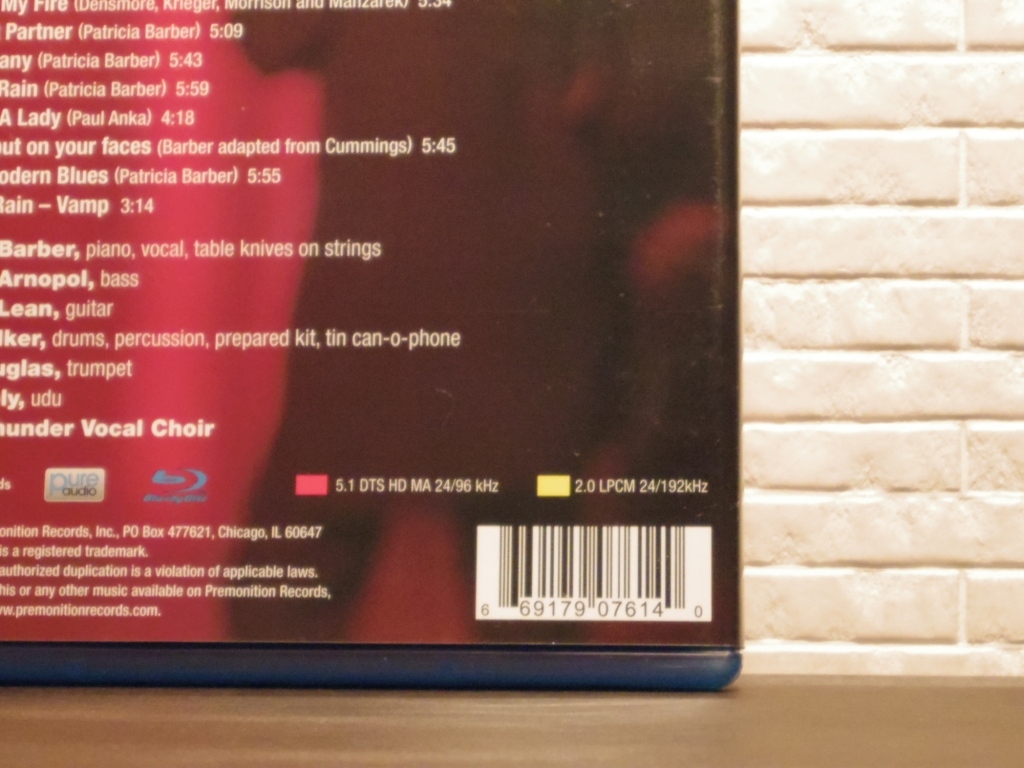 My Fire (Densmore, Krieger, Morrison and Manzarek) 5:34
Partner (Patricia Barber) 5:09
any (Patricia Barber) 5:43
Rain (Patricia Barber) 5:59
A Lady (Paul Anka) 4:18
ut on your faces (Barber adapted from Cummings) 5:45
odern Blues (Patricia Barber) 5:55
Rain – Vamp 3:14
Barber, piano, vocal, table knives on strings
Arnopol, bass
Lean, guitar
lker, drums, percussion, prepared kit, tin can-o-phone
uglas, trumpet
ly, udu
hunder Vocal Choir
ds pure audio Blu-ray Disc 5.1 DTS HD MA 24/96 kHz 2.0 LPCM 24/192kHz
onition Records, Inc., PO Box 477621, Chicago, IL 60647
is a registered trademark.
authorized duplication is a violation of applicable laws.
his or any other music available on Premonition Records,
ww.premonitionrecords.com.
6 69179 07614 0